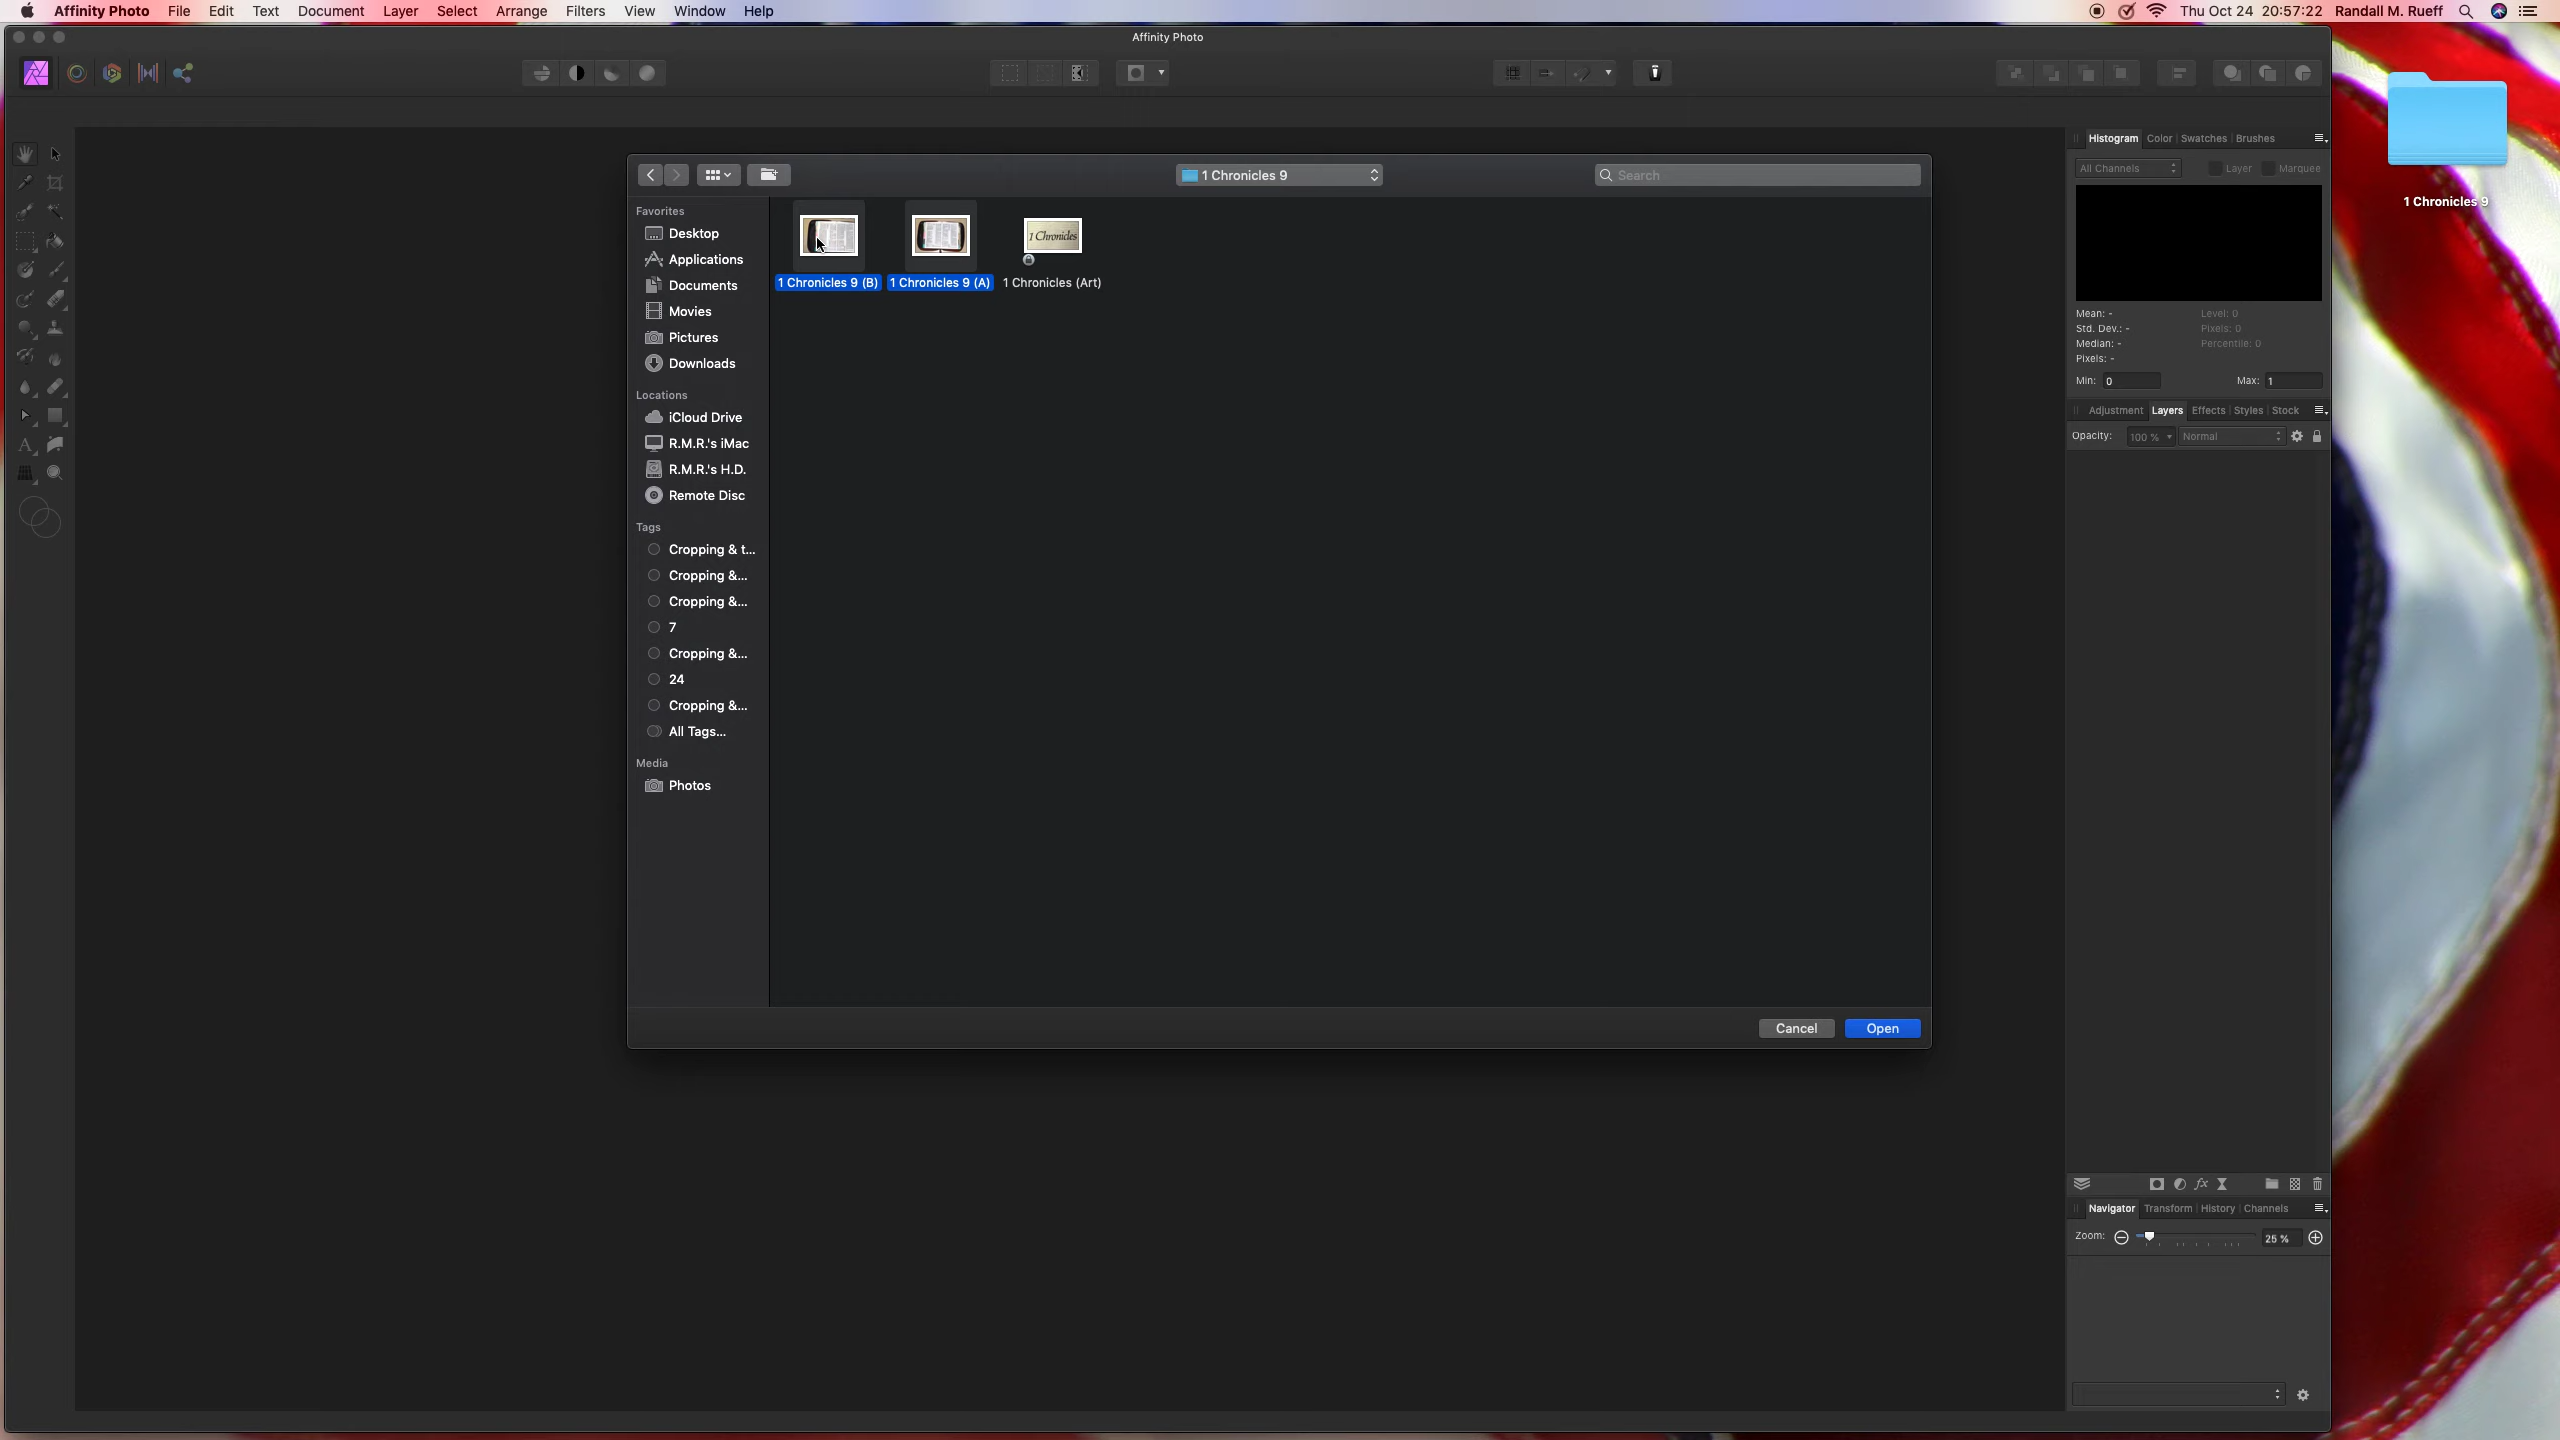 Affinity Photo File Edit Text Document Layer Select Arrange Filters View Window Help Thu Oct 24 20:57:22 Randall M. Rueff
Affinity Photo
1 Chronicles 9
Search
Favorites
Desktop
Applications
Documents
Movies
Pictures
Downloads
Locations
iCloud Drive
R.M.R.'s iMac
R.M.R.'s H.D.
Remote Disc
Tags
Cropping & t...
Cropping &...
Cropping &...
7
Cropping &...
24
Cropping &...
All Tags...
Media
Photos
1 Chronicles
1 Chronicles 9 (B) 1 Chronicles 9 (A) 1 Chronicles (Art)
Cancel Open
Histogram Color Swatches Brushes
All Channels Layer Marquee
Mean: - Level: 0
Std. Dev.: - Pixels: 0
Median: - Percentile: 0
Pixels: -
Min: 0 Max: 1
Adjustment Layers Effects Styles Stock
Opacity: 100 % Normal
fx
Navigator Transform History Channels
Zoom: 25 %
1 Chronicles 9